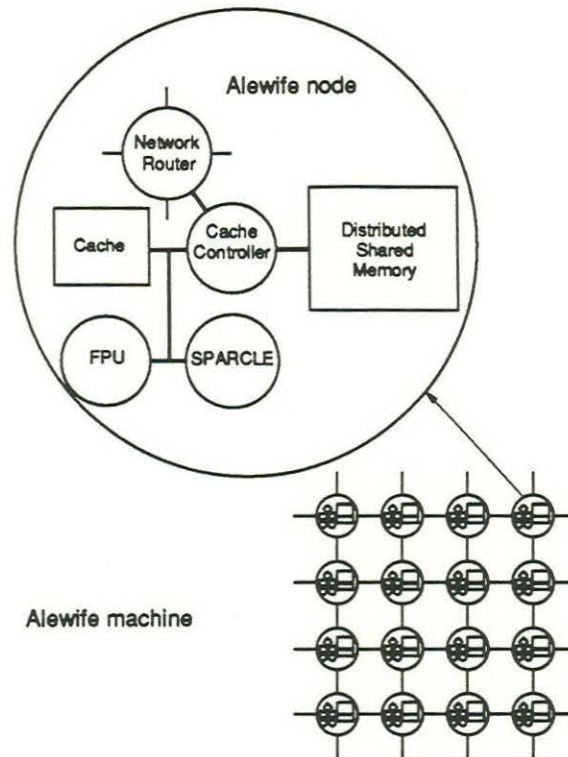 Alewife node
Network
Router
Cache
Cache
Controller
Distributed
Shared
Memory
FPU
SPARCLE
Alewife machine